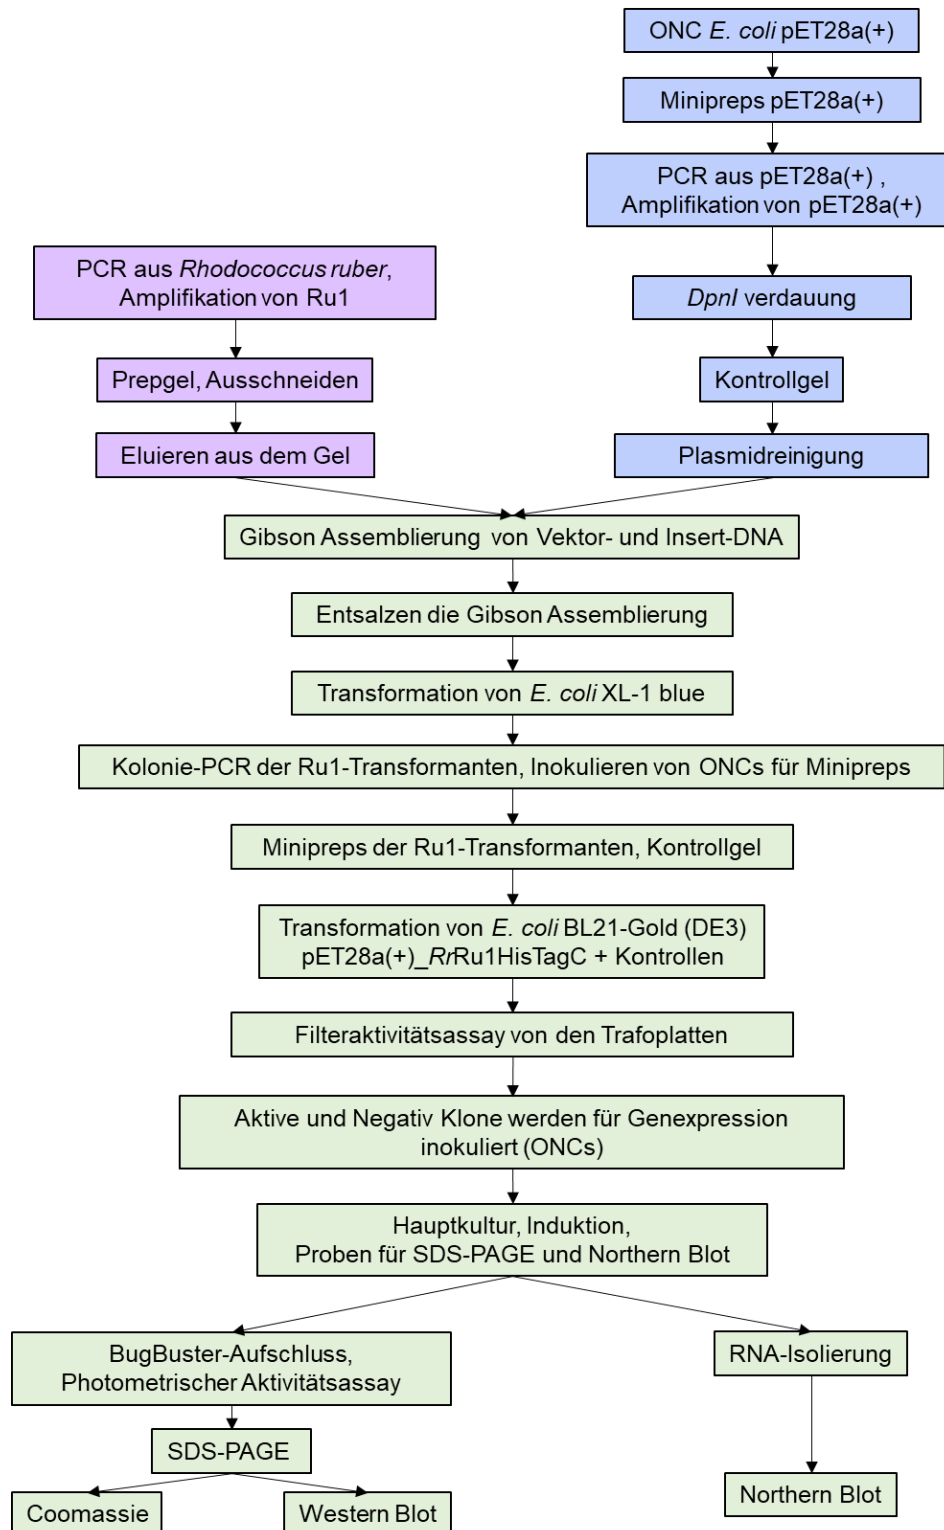 ONC E. coli pET28a(+)
Minipreps pET28a(+)
PCR aus pET28a(+) ,
Amplifikation von pET28a(+)
PCR aus Rhodococcus ruber,
Amplifikation von Ru1
DpnI verdauung
Prepgel, Ausschneiden
Kontrollgel
Eluieren aus dem Gel
Plasmidreinigung
Gibson Assemblierung von Vektor- und Insert-DNA
Entsalzen die Gibson Assemblierung
Transformation von E. coli XL-1 blue
Kolonie-PCR der Ru1-Transformanten, Inokulieren von ONCs für Minipreps
Minipreps der Ru1-Transformanten, Kontrollgel
Transformation von E. coli BL21-Gold (DE3)
pET28a(+)_RrRu1HisTagC + Kontrollen
Filteraktivitätsassay von den Trafoplatten
Aktive und Negativ Klone werden für Genexpression
inokuliert (ONCs)
Hauptkultur, Induktion,
Proben für SDS-PAGE und Northern Blot
BugBuster-Aufschluss,
Photometrischer Aktivitätsassay
RNA-Isolierung
SDS-PAGE
Coomassie
Western Blot
Northern Blot